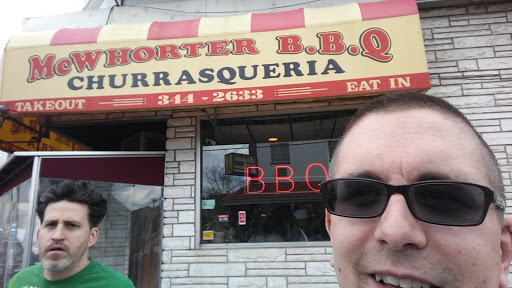 McWHORTER B.B.Q
CHURRASQUERIA
TAKEOUT 344-2633 EAT IN
BBQ